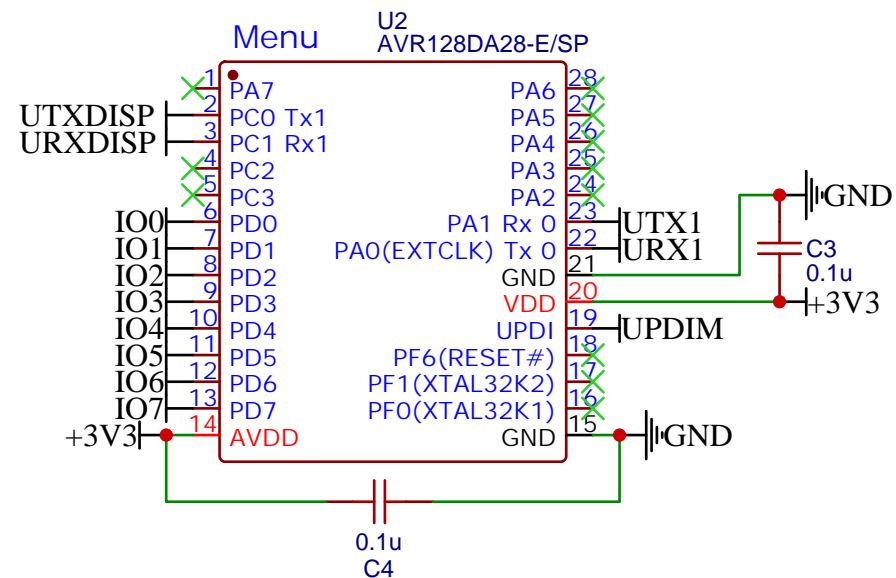 Menu
U2
AVR128DA28-E/SP
1 PA7 PA6 28
UTXDISP 2 PC0 Tx1 PA5 27
URXDISP 3 PC1 Rx1 PA4 26
4 PC2 PA3 25
5 PC3 PA2 24
IO0 6 PD0 PA1 Rx 0 23 UTX1
IO1 7 PD1 PA0(EXTCLK) Tx 0 22 URX1
IO2 8 PD2 GND 21
IO3 9 PD3 VDD 20
IO4 10 PD4 UPDI 19 UPDIM
IO5 11 PD5 PF6(RESET#) 18
IO6 12 PD6 PF1(XTAL32K2) 17
IO7 13 PD7 PF0(XTAL32K1) 16
+3V3 14 AVDD GND 15 GND
GND
C3
0.1u
+3V3
0.1u
C4